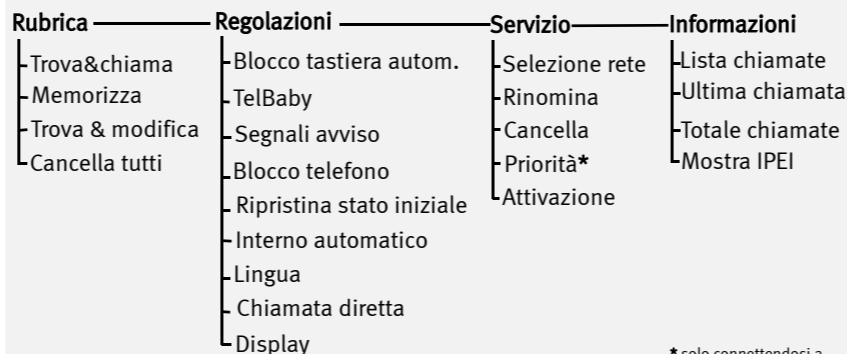 Rubrica
Trova&chiama
Memorizza
Trova & modifica
Cancella tutti
Regolazioni
Blocco tastiera autom.
TelBaby
Segnali avviso
Blocco telefono
Ripristina stato iniziale
Interno automatico
Lingua
Chiamata diretta
Display
Servizio
Selezione rete
Rinomina
Cancella
Priorità*
Attivazione
Informazioni
Lista chiamate
Ultima chiamata
Totale chiamate
Mostra IPEI
* solo connettendosi a